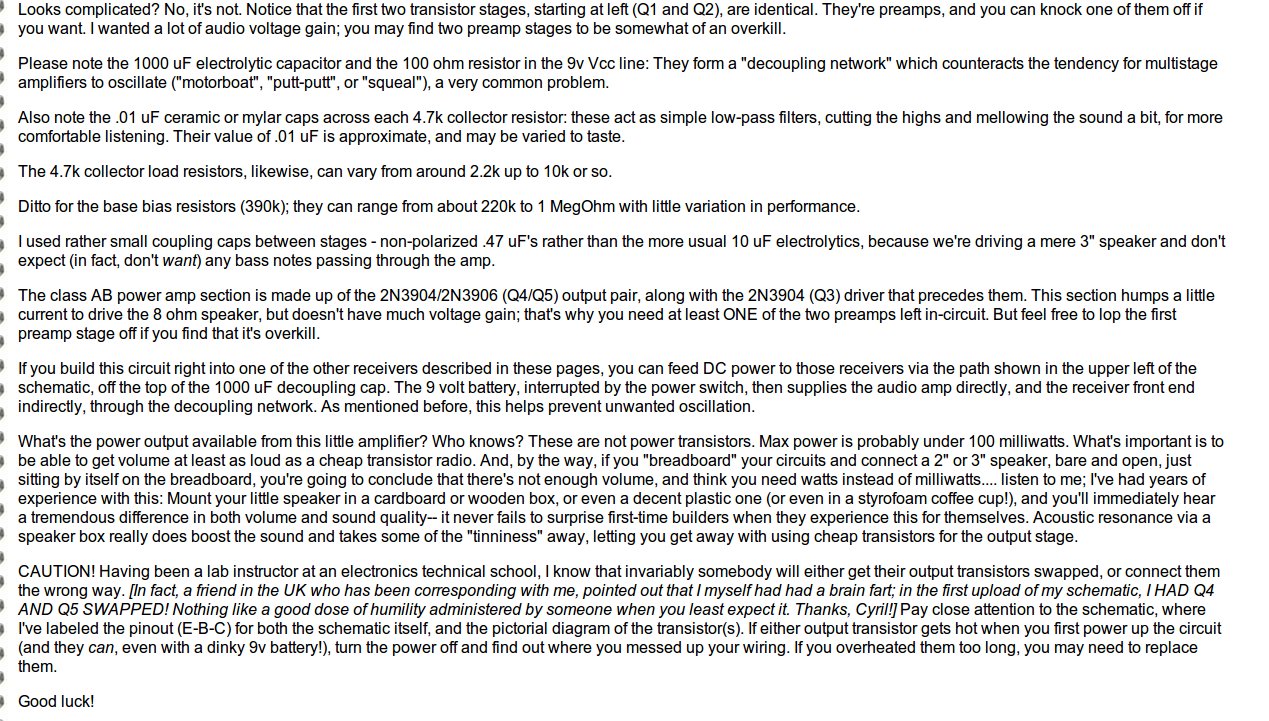 Looks complicated? No, it's not. Notice that the first two transistor stages, starting at left (Q1 and Q2), are identical. They're preamps, and you can knock one of them off if
you want. I wanted a lot of audio voltage gain; you may find two preamp stages to be somewhat of an overkill.
Please note the 1000 uF electrolytic capacitor and the 100 ohm resistor in the 9v Vcc line: They form a "decoupling network" which counteracts the tendency for multistage
amplifiers to oscillate ("motorboat", "putt-putt", or "squeal"), a very common problem.
Also note the .01 uF ceramic or mylar caps across each 4.7k collector resistor: these act as simple low-pass filters, cutting the highs and mellowing the sound a bit, for more
comfortable listening. Their value of .01 uF is approximate, and may be varied to taste.
The 4.7k collector load resistors, likewise, can vary from around 2.2k up to 10k or so.
Ditto for the base bias resistors (390k); they can range from about 220k to 1 MegOhm with little variation in performance.
I used rather small coupling caps between stages - non-polarized .47 uF's rather than the more usual 10 uF electrolytics, because we're driving a mere 3" speaker and don't
expect (in fact, don't want) any bass notes passing through the amp.
The class AB power amp section is made up of the 2N3904/2N3906 (Q4/Q5) output pair, along with the 2N3904 (Q3) driver that precedes them. This section humps a little
current to drive the 8 ohm speaker, but doesn't have much voltage gain; that's why you need at least ONE of the two preamps left in-circuit. But feel free to lop the first
preamp stage off if you find that it's overkill.
If you build this circuit right into one of the other receivers described in these pages, you can feed DC power to those receivers via the path shown in the upper left of the
schematic, off the top of the 1000 uF decoupling cap. The 9 volt battery, interrupted by the power switch, then supplies the audio amp directly, and the receiver front end
indirectly, through the decoupling network. As mentioned before, this helps prevent unwanted oscillation.
What's the power output available from this little amplifier? Who knows? These are not power transistors. Max power is probably under 100 milliwatts. What's important is to
be able to get volume at least as loud as a cheap transistor radio. And, by the way, if you "breadboard" your circuits and connect a 2" or 3" speaker, bare and open, just
sitting by itself on the breadboard, you're going to conclude that there's not enough volume, and think you need watts instead of milliwatts.... listen to me; I've had years of
experience with this: Mount your little speaker in a cardboard or wooden box, or even a decent plastic one (or even in a styrofoam coffee cup!), and you'll immediately hear
a tremendous difference in both volume and sound quality-- it never fails to surprise first-time builders when they experience this for themselves. Acoustic resonance via a
speaker box really does boost the sound and takes some of the "tinniness" away, letting you get away with using cheap transistors for the output stage.
CAUTION! Having been a lab instructor at an electronics technical school, I know that invariably somebody will either get their output transistors swapped, or connect them
the wrong way. [In fact, a friend in the UK who has been corresponding with me, pointed out that I myself had had a brain fart; in the first upload of my schematic, I HAD Q4
AND Q5 SWAPPED! Nothing like a good dose of humility administered by someone when you least expect it. Thanks, Cyril!] Pay close attention to the schematic, where
I've labeled the pinout (E-B-C) for both the schematic itself, and the pictorial diagram of the transistor(s). If either output transistor gets hot when you first power up the circuit
(and they can, even with a dinky 9v battery!), turn the power off and find out where you messed up your wiring. If you overheated them too long, you may need to replace
them.
Good luck!